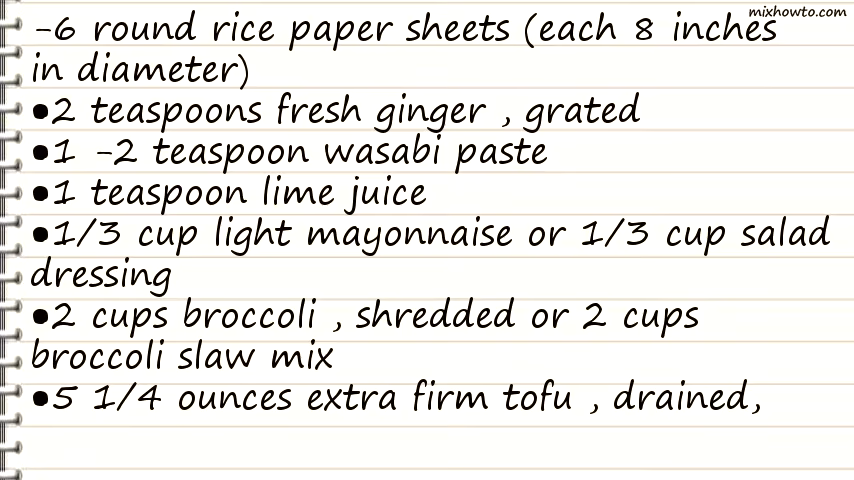 mixhowto.com
-6 round rice paper sheets (each 8 inches
in diameter)
●2 teaspoons fresh ginger , grated
●1 -2 teaspoon wasabi paste
●1 teaspoon lime juice
●1/3 cup light mayonnaise or 1/3 cup salad
dressing
●2 cups broccoli , shredded or 2 cups
broccoli slaw mix
●5 1/4 ounces extra firm tofu , drained,